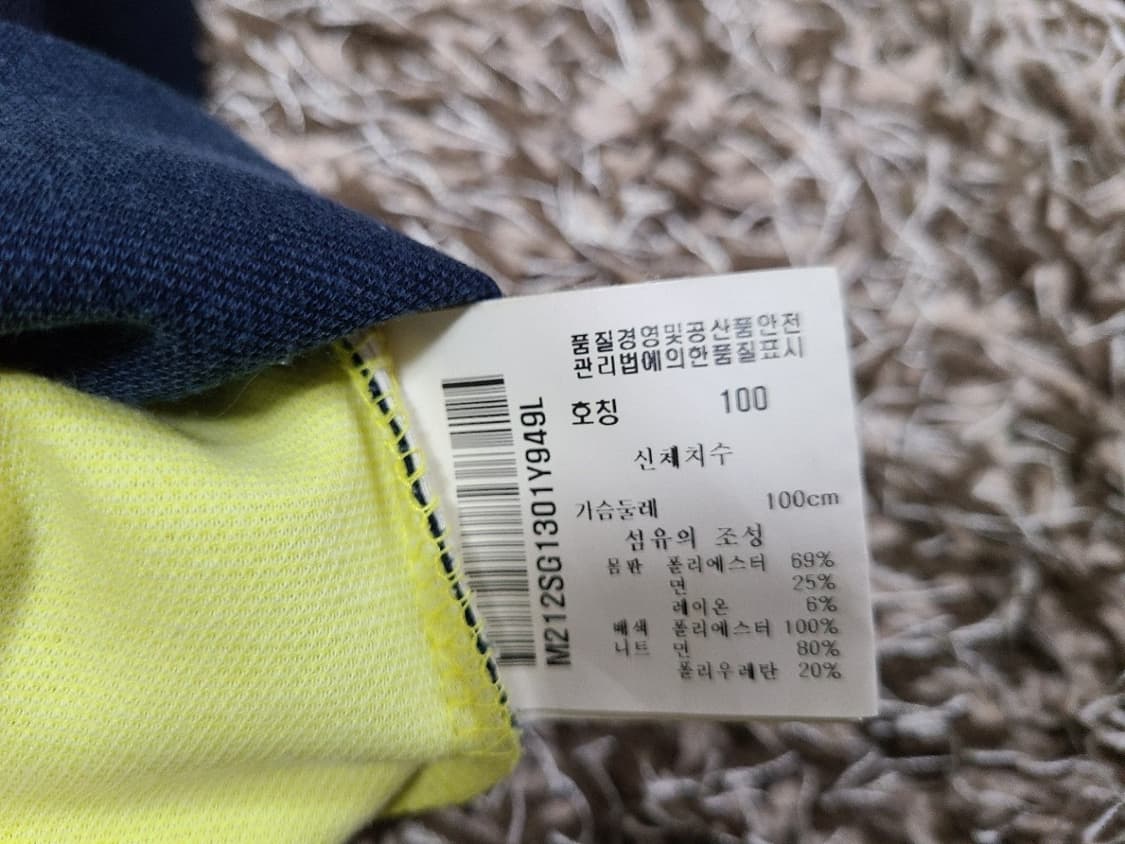 품질경영및공산품안전
관리법에의한품질표시
호칭 100
신체치수
가슴둘레 100cm
섬유의 조성
몸판 폴리에스터 69%
면 25%
레이온 6%
배색 폴리에스터 100%
니트 면 80%
폴리우레탄 20%
M212SG1301Y949L